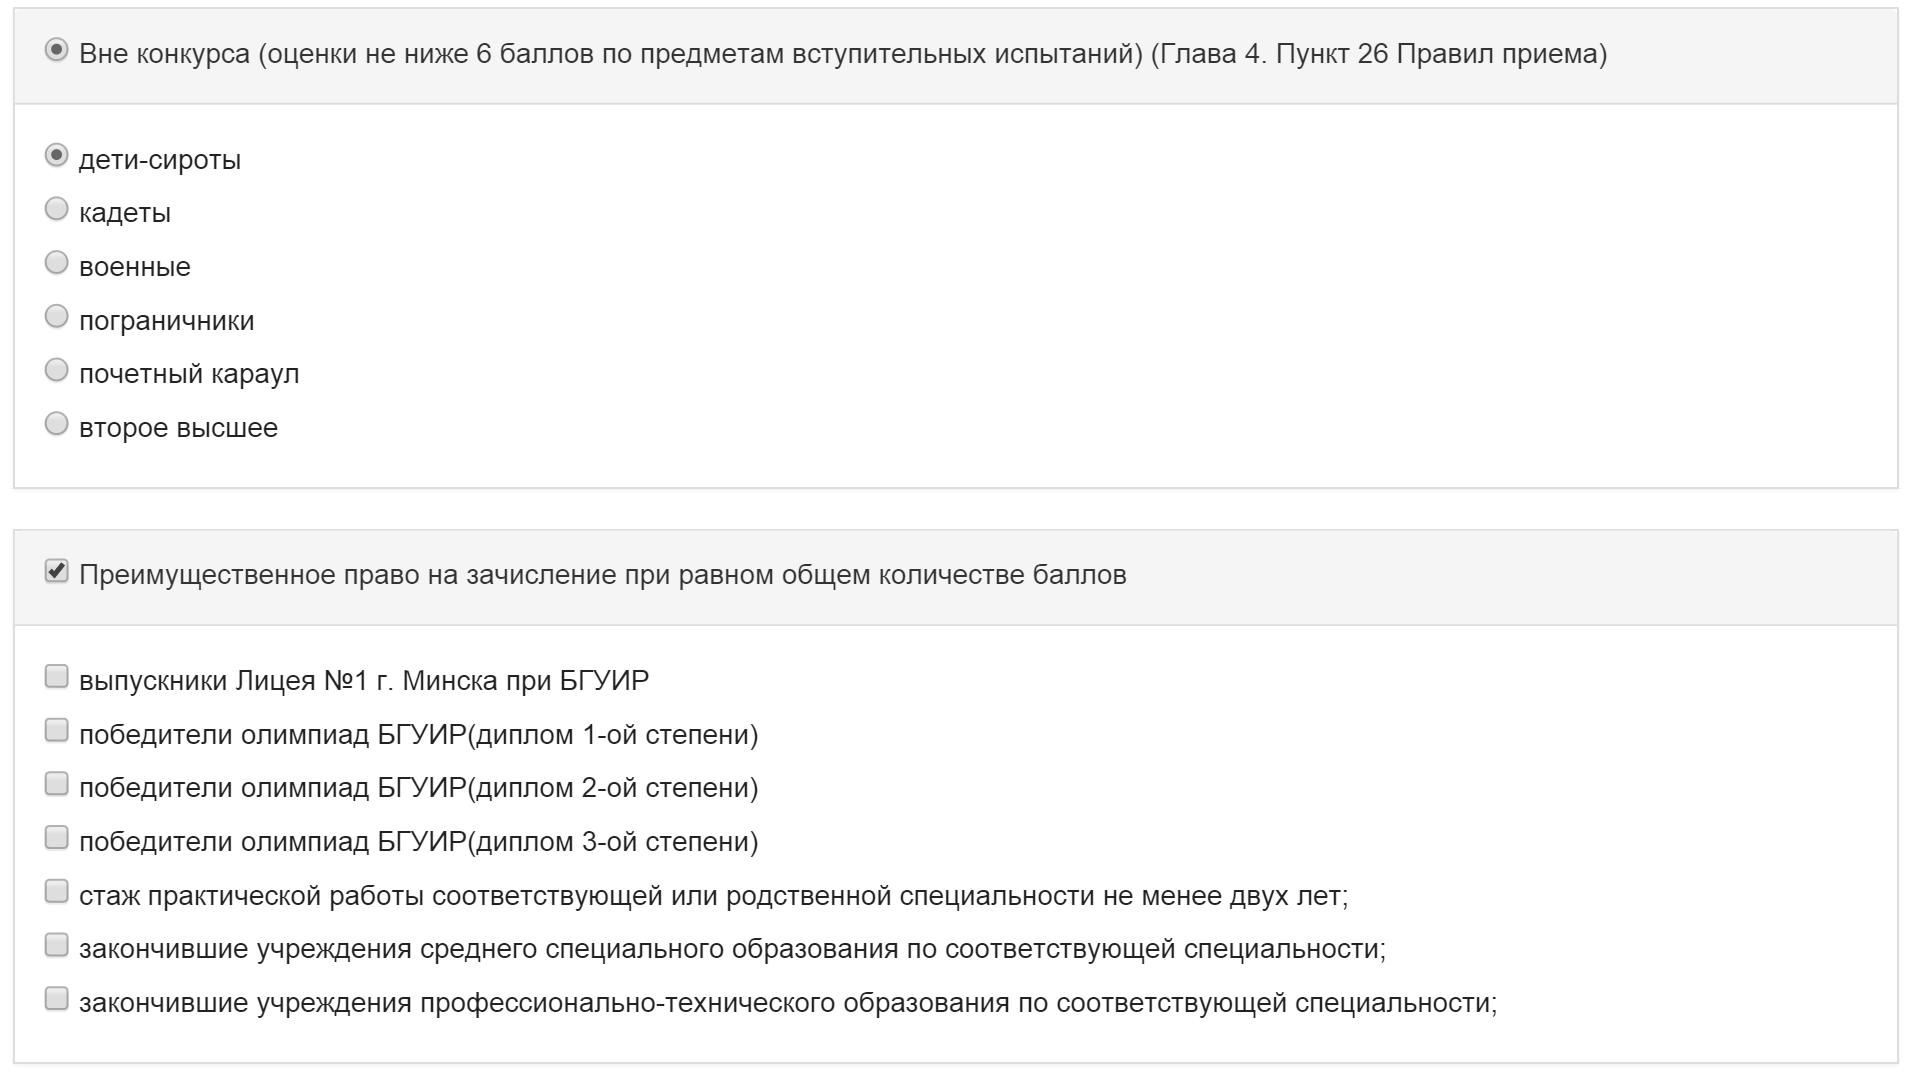 Вне конкурса (оценки не ниже 6 баллов по предметам вступительных испытаний) (Глава 4. Пункт 26 Правил приема)
дети-сироты
кадеты
военные
пограничники
почетный караул
второе высшее
Преимущественное право на зачисление при равном общем количестве баллов
выпускники Лицея №1 г. Минска при БГУИР
победители олимпиад БГУИР(диплом 1-ой степени)
победители олимпиад БГУИР(диплом 2-ой степени)
победители олимпиад БГУИР(диплом 3-ой степени)
стаж практической работы соответствующей или родственной специальности не менее двух лет;
закончившие учреждения среднего специального образования по соответствующей специальности;
закончившие учреждения профессионально-технического образования по соответствующей специальности;